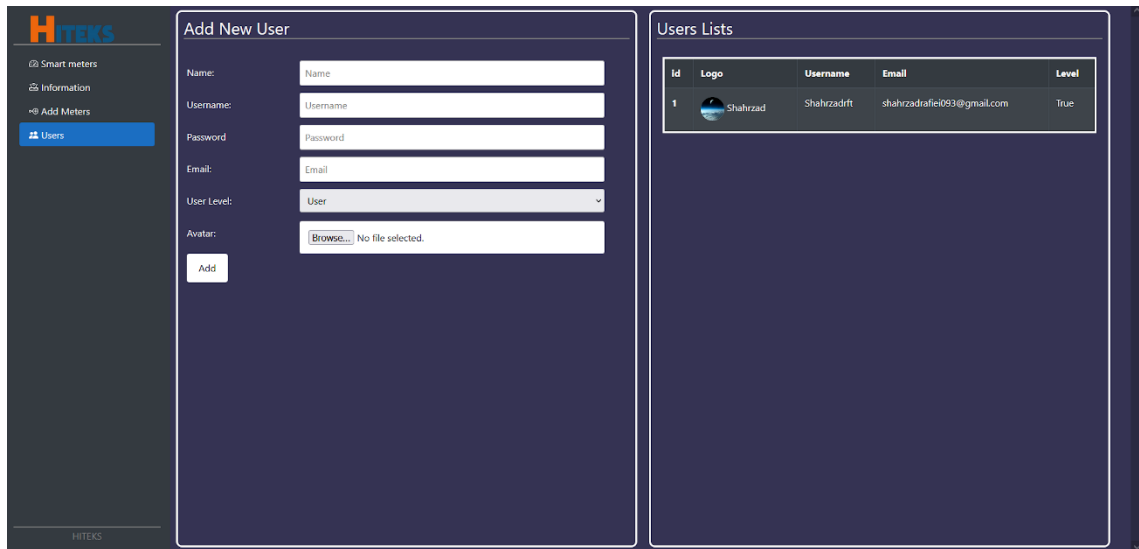 HITEKS
Smart meters
Information
Add Meters
Users
HITEKS
Add New User
Name:
Name
Username:
Username
Password
Password
Email:
Email
User Level:
User
Avatar:
Browse... No file selected.
Add
Users Lists
Id Logo Username Email Level
1 Shahrzad Shahrzadrft shahrzadrafiei093@gmail.com True